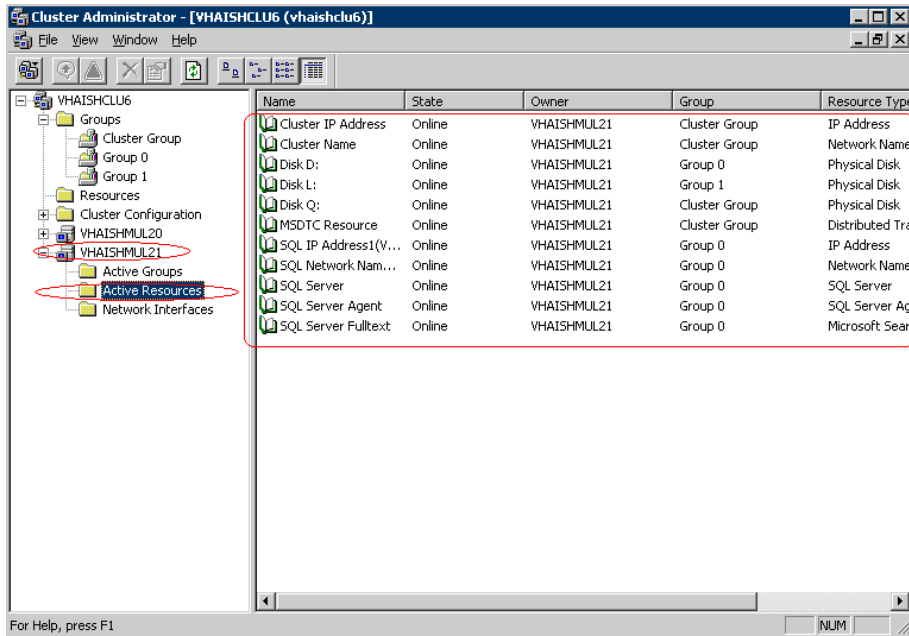 Cluster Administrator - [VHAISHCLU6 (vhaishclu6)]
File View Window Help
VHAISHCLU6
Groups
Cluster Group
Group 0
Group 1
Resources
Cluster Configuration
VHAISHMUL20
VHAISHMUL21
Active Groups
Active Resources
Network Interfaces
Name State Owner Group Resource Type
Cluster IP Address Online VHAISHMUL21 Cluster Group IP Address
Cluster Name Online VHAISHMUL21 Cluster Group Network Name
Disk D: Online VHAISHMUL21 Group 0 Physical Disk
Disk L: Online VHAISHMUL21 Group 1 Physical Disk
Disk Q: Online VHAISHMUL21 Cluster Group Physical Disk
MSDTC Resource Online VHAISHMUL21 Cluster Group Distributed Tra
SQL IP Address1(V... Online VHAISHMUL21 Group 0 IP Address
SQL Network Nam... Online VHAISHMUL21 Group 0 Network Name
SQL Server Online VHAISHMUL21 Group 0 SQL Server
SQL Server Agent Online VHAISHMUL21 Group 0 SQL Server Ag
SQL Server Fulltext Online VHAISHMUL21 Group 0 Microsoft Sear
For Help, press F1 NUM